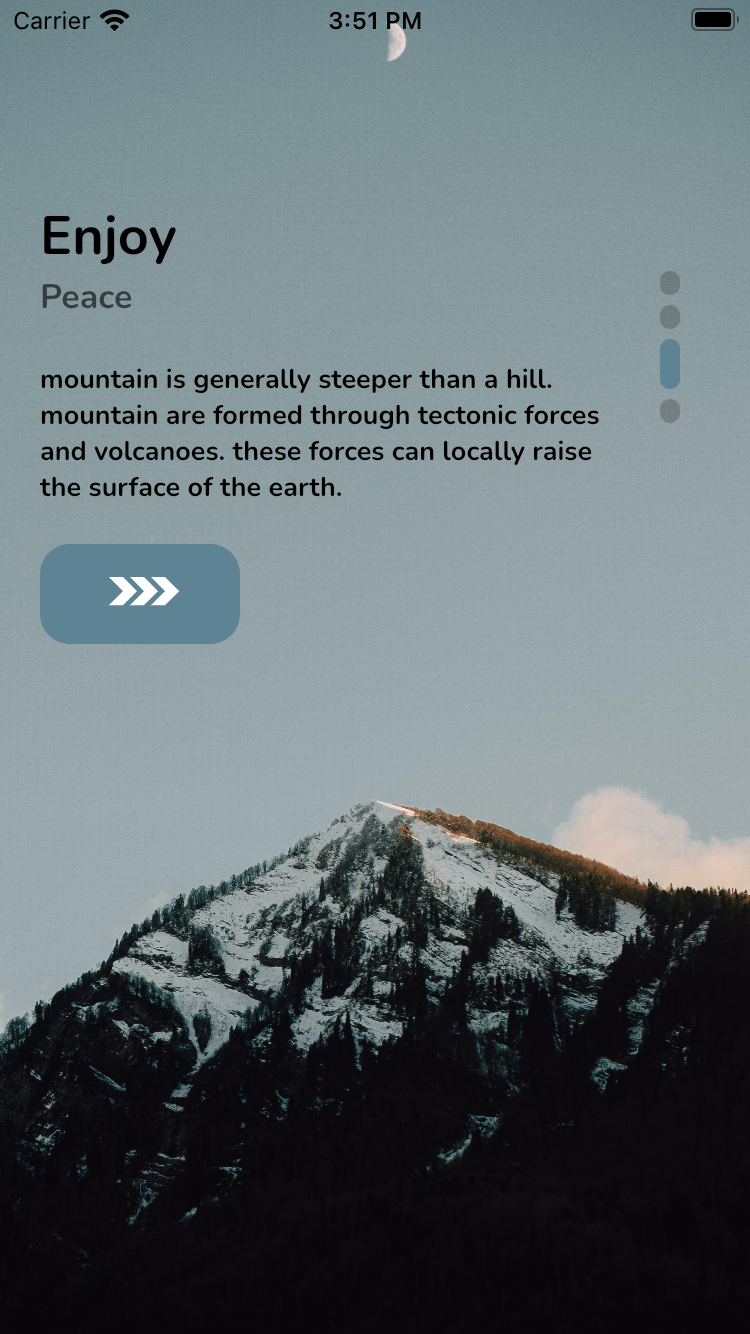 Carrier
3:51 PM
Enjoy
Peace
mountain is generally steeper than a hill.
mountain are formed through tectonic forces
and volcanoes. these forces can locally raise
the surface of the earth.